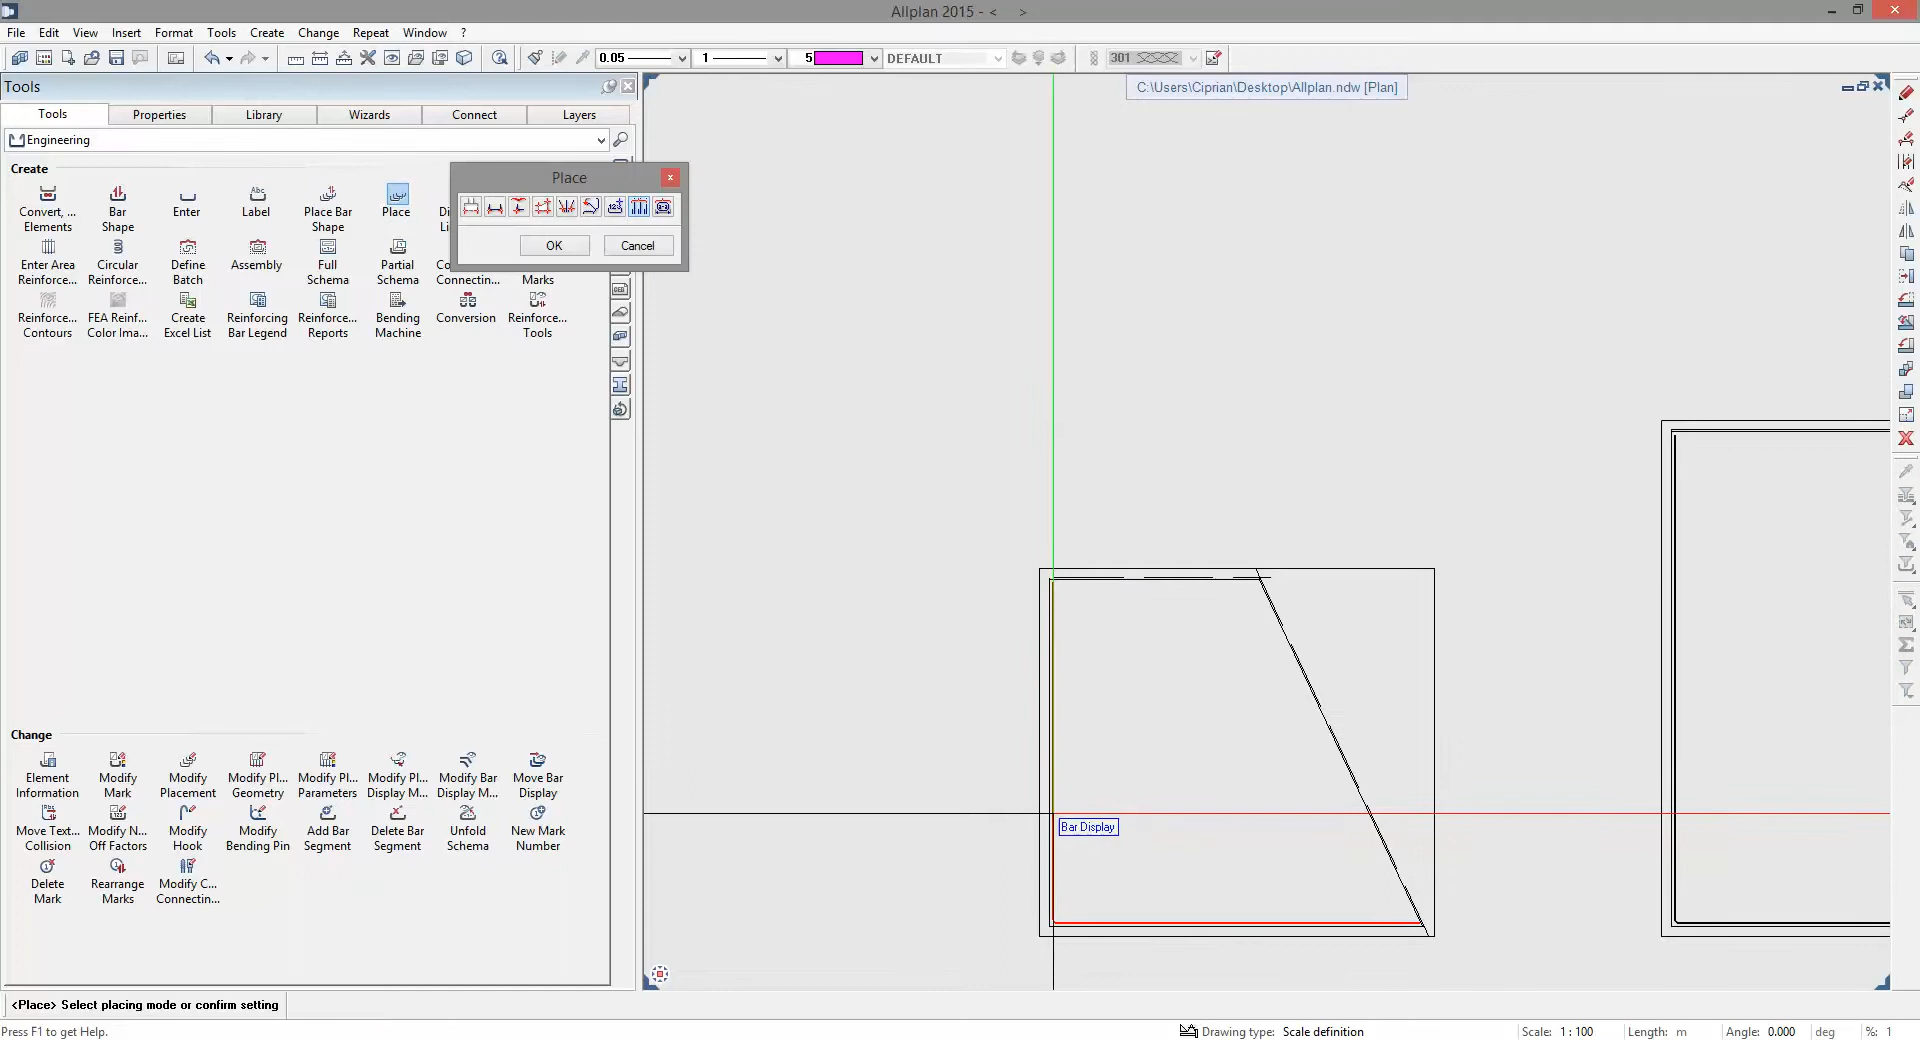 Allplan 2015 - < >
File Edit View Insert Format Tools Create Change Repeat Window ?
0.05 1 5 DEFAULT 301
Tools
C:\Users\Ciprian\Desktop\Allplan.ndw [Plan]
Tools Properties Library Wizards Connect Layers
Engineering
Create
Place
OK Cancel
Convert, ... Elements
Bar Shape
Enter
Abc
Label
Place Bar Shape
Place
Enter Area Reinforce...
Circular Reinforce...
Define Batch
Assembly
Full Schema
Partial Schema
Connectin...
Marks
Reinforce... Contours
FEA Reinf... Color Ima...
Create Excel List
Reinforcing Bar Legend
Reinforce... Reports
Bending Machine
Conversion
Reinforce... Tools
Bar Display
Change
Element Information
Modify Mark
Modify Placement
Modify Pl... Geometry
Modify Pl... Parameters
Modify Pl... Display M...
Modify Bar Display M...
Move Bar Display
Move Text... Collision
Modify N... Off Factors
Modify Hook
Modify Bending Pin
Add Bar Segment
Delete Bar Segment
Unfold Schema
New Mark Number
Delete Mark
Rearrange Marks
Modify C... Connectin...
<Place> Select placing mode or confirm setting
Press F1 to get Help.
Drawing type: Scale definition
Scale: 1 : 100
Length: m
Angle: 0.000 deg
%: 1